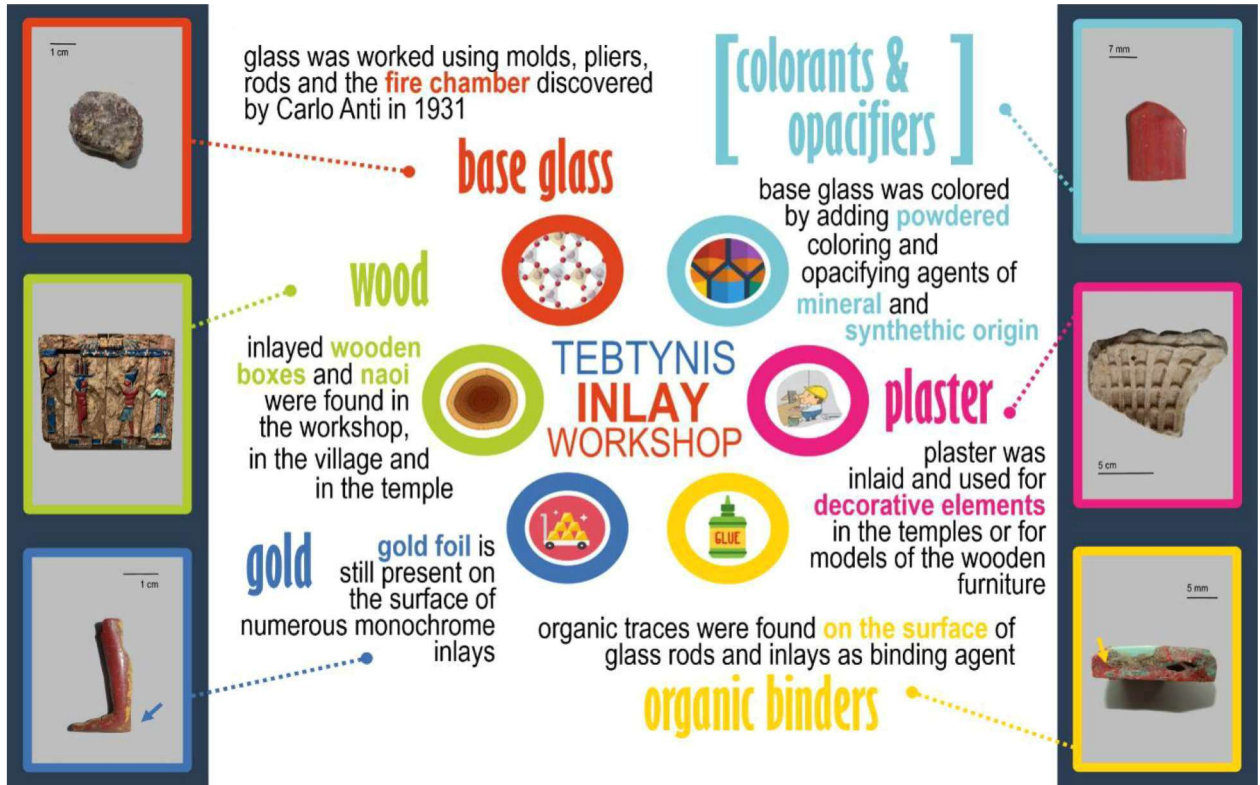 1 cm
glass was worked using molds, pliers,
rods and the fire chamber discovered
by Carlo Anti in 1931
base glass
colorants &
opacifiers
7 mm
base glass was colored
by adding powdered
coloring and
opacifying agents of
mineral and
synthethic origin
wood
inlayed wooden
boxes and naoi
were found in
the workshop,
in the village and
in the temple
TEBTYNIS
INLAY
WORKSHOP
plaster
plaster was
inlaid and used for
decorative elements
in the temples or for
models of the wooden
furniture
5 cm
gold
gold foil is
still present on
the surface of
numerous monochrome
inlays
1 cm
GLUE
organic traces were found on the surface of
glass rods and inlays as binding agent
organic binders
5 mm